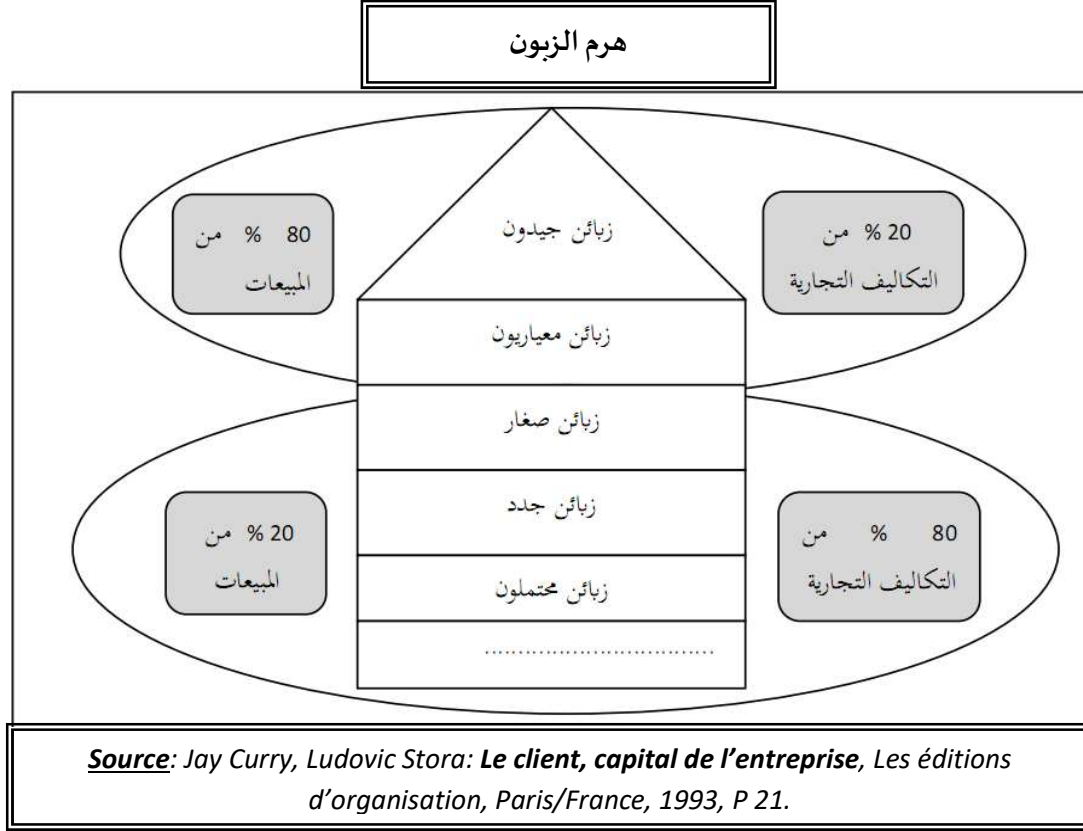 هرم الزبون
زبائن جيدون
20 % من
التكاليف التجارية
80 % من
المبيعات
زبائن معياريون
زبائن صغار
زبائن جدد
80 % من
التكاليف التجارية
20 % من
المبيعات
زبائن محتملون
..................................
Source: Jay Curry, Ludovic Stora: Le client, capital de l’entreprise, Les éditions
d’organisation, Paris/France, 1993, P 21.